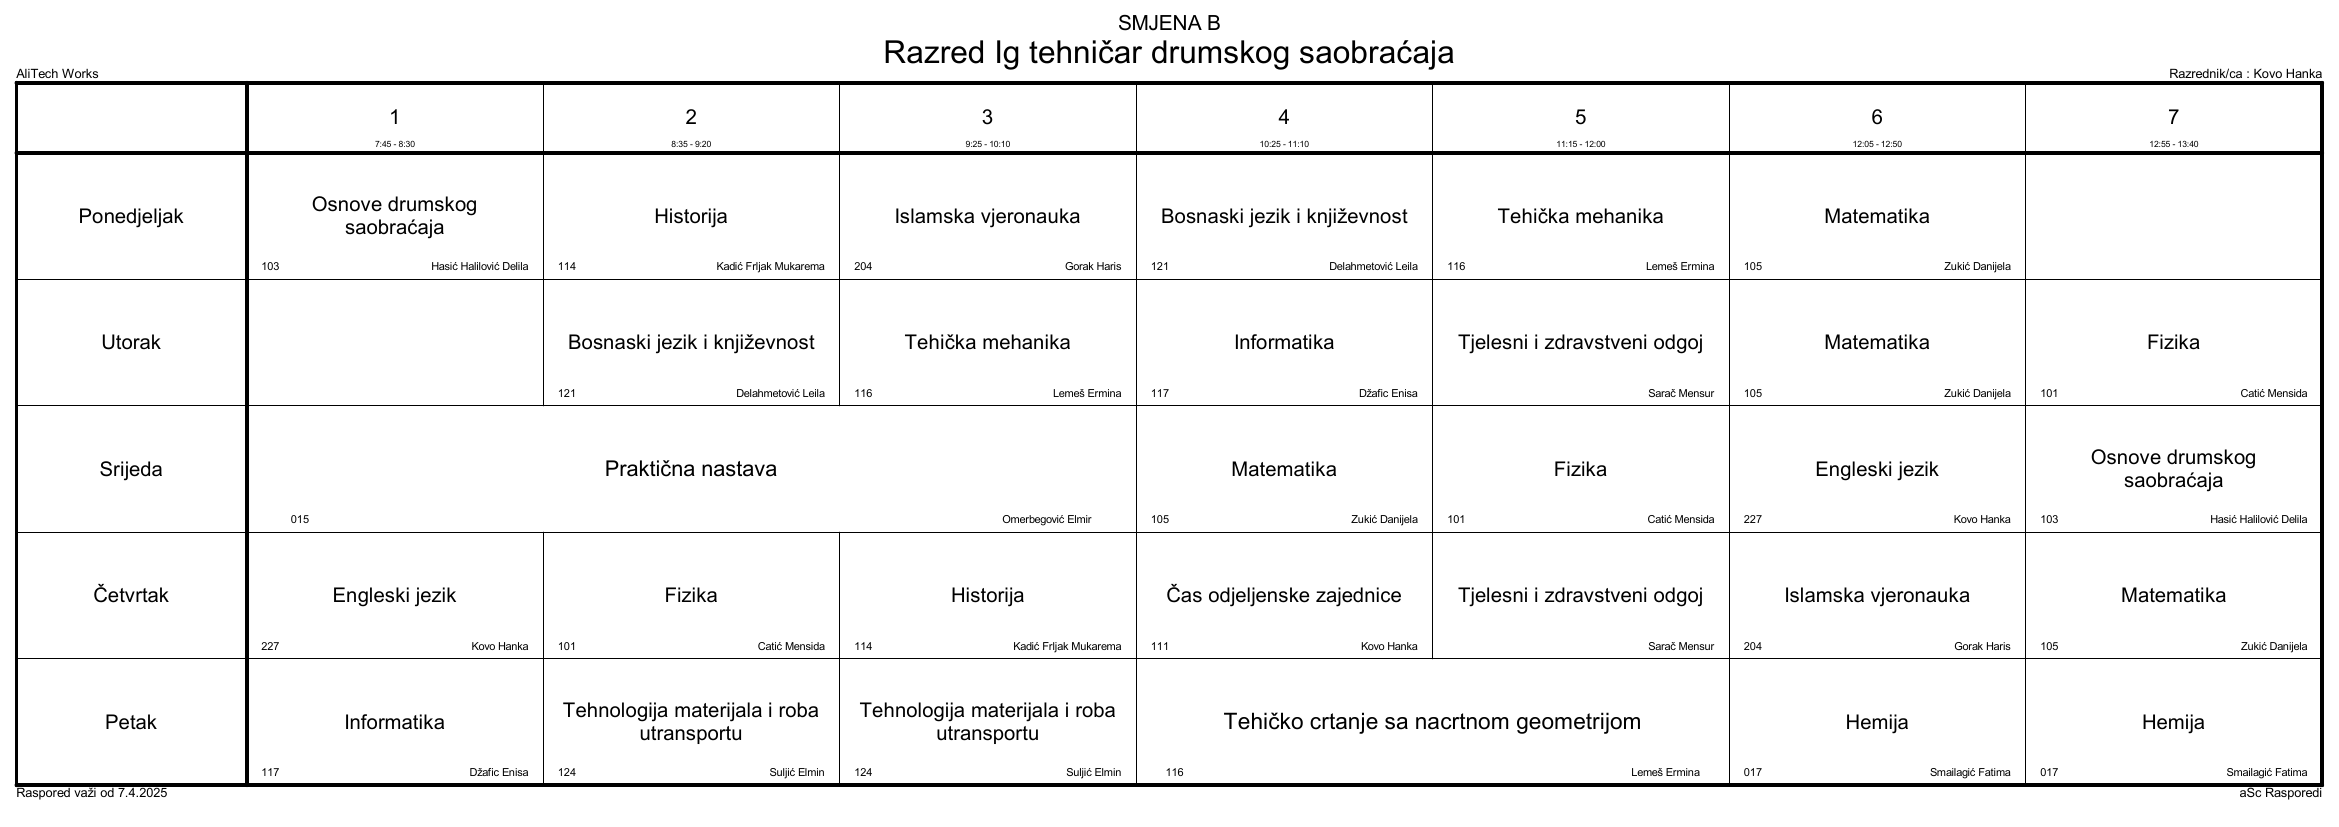 SMJENA B
Razred Ig tehničar drumskog saobraćaja
AliTech Works
Razrednik/ca : Kovo Hanka
1
2
3
4
5
6
7
7:45 - 8:30
8:35 - 9:20
9:25 - 10:10
10:25 - 11:10
11:15 - 12:00
12:05 - 12:50
12:55 - 13:40
Ponedjeljak
Osnove drumskog
saobraćaja
103
Hasić Halilović Delila
Historija
114
Kadić Frljak Mukarema
Islamska vjeronauka
204
Gorak Haris
Bosnaski jezik i književnost
121
Delahmetović Leila
Tehička mehanika
116
Lemeš Ermina
Matematika
105
Zukić Danijela
Utorak
Bosnaski jezik i književnost
121
Delahmetović Leila
Tehička mehanika
116
Lemeš Ermina
Informatika
117
Džafic Enisa
Tjelesni i zdravstveni odgoj
Sarač Mensur
Matematika
105
Zukić Danijela
Fizika
101
Catić Mensida
Srijeda
Praktična nastava
015
Omerbegović Elmir
Matematika
105
Zukić Danijela
Fizika
101
Catić Mensida
Engleski jezik
227
Kovo Hanka
Osnove drumskog
saobraćaja
103
Hasić Halilović Delila
Četvrtak
Engleski jezik
227
Kovo Hanka
Fizika
101
Catić Mensida
Historija
114
Kadić Frljak Mukarema
Čas odjeljenske zajednice
111
Kovo Hanka
Tjelesni i zdravstveni odgoj
Sarač Mensur
Islamska vjeronauka
204
Gorak Haris
Matematika
105
Zukić Danijela
Petak
Informatika
117
Džafic Enisa
Tehnologija materijala i roba
utransportu
124
Suljić Elmin
Tehnologija materijala i roba
utransportu
124
Suljić Elmin
Tehičko crtanje sa nacrtnom geometrijom
116
Lemeš Ermina
Hemija
017
Smailagić Fatima
Hemija
017
Smailagić Fatima
Raspored važi od 7.4.2025
aSc Rasporedi